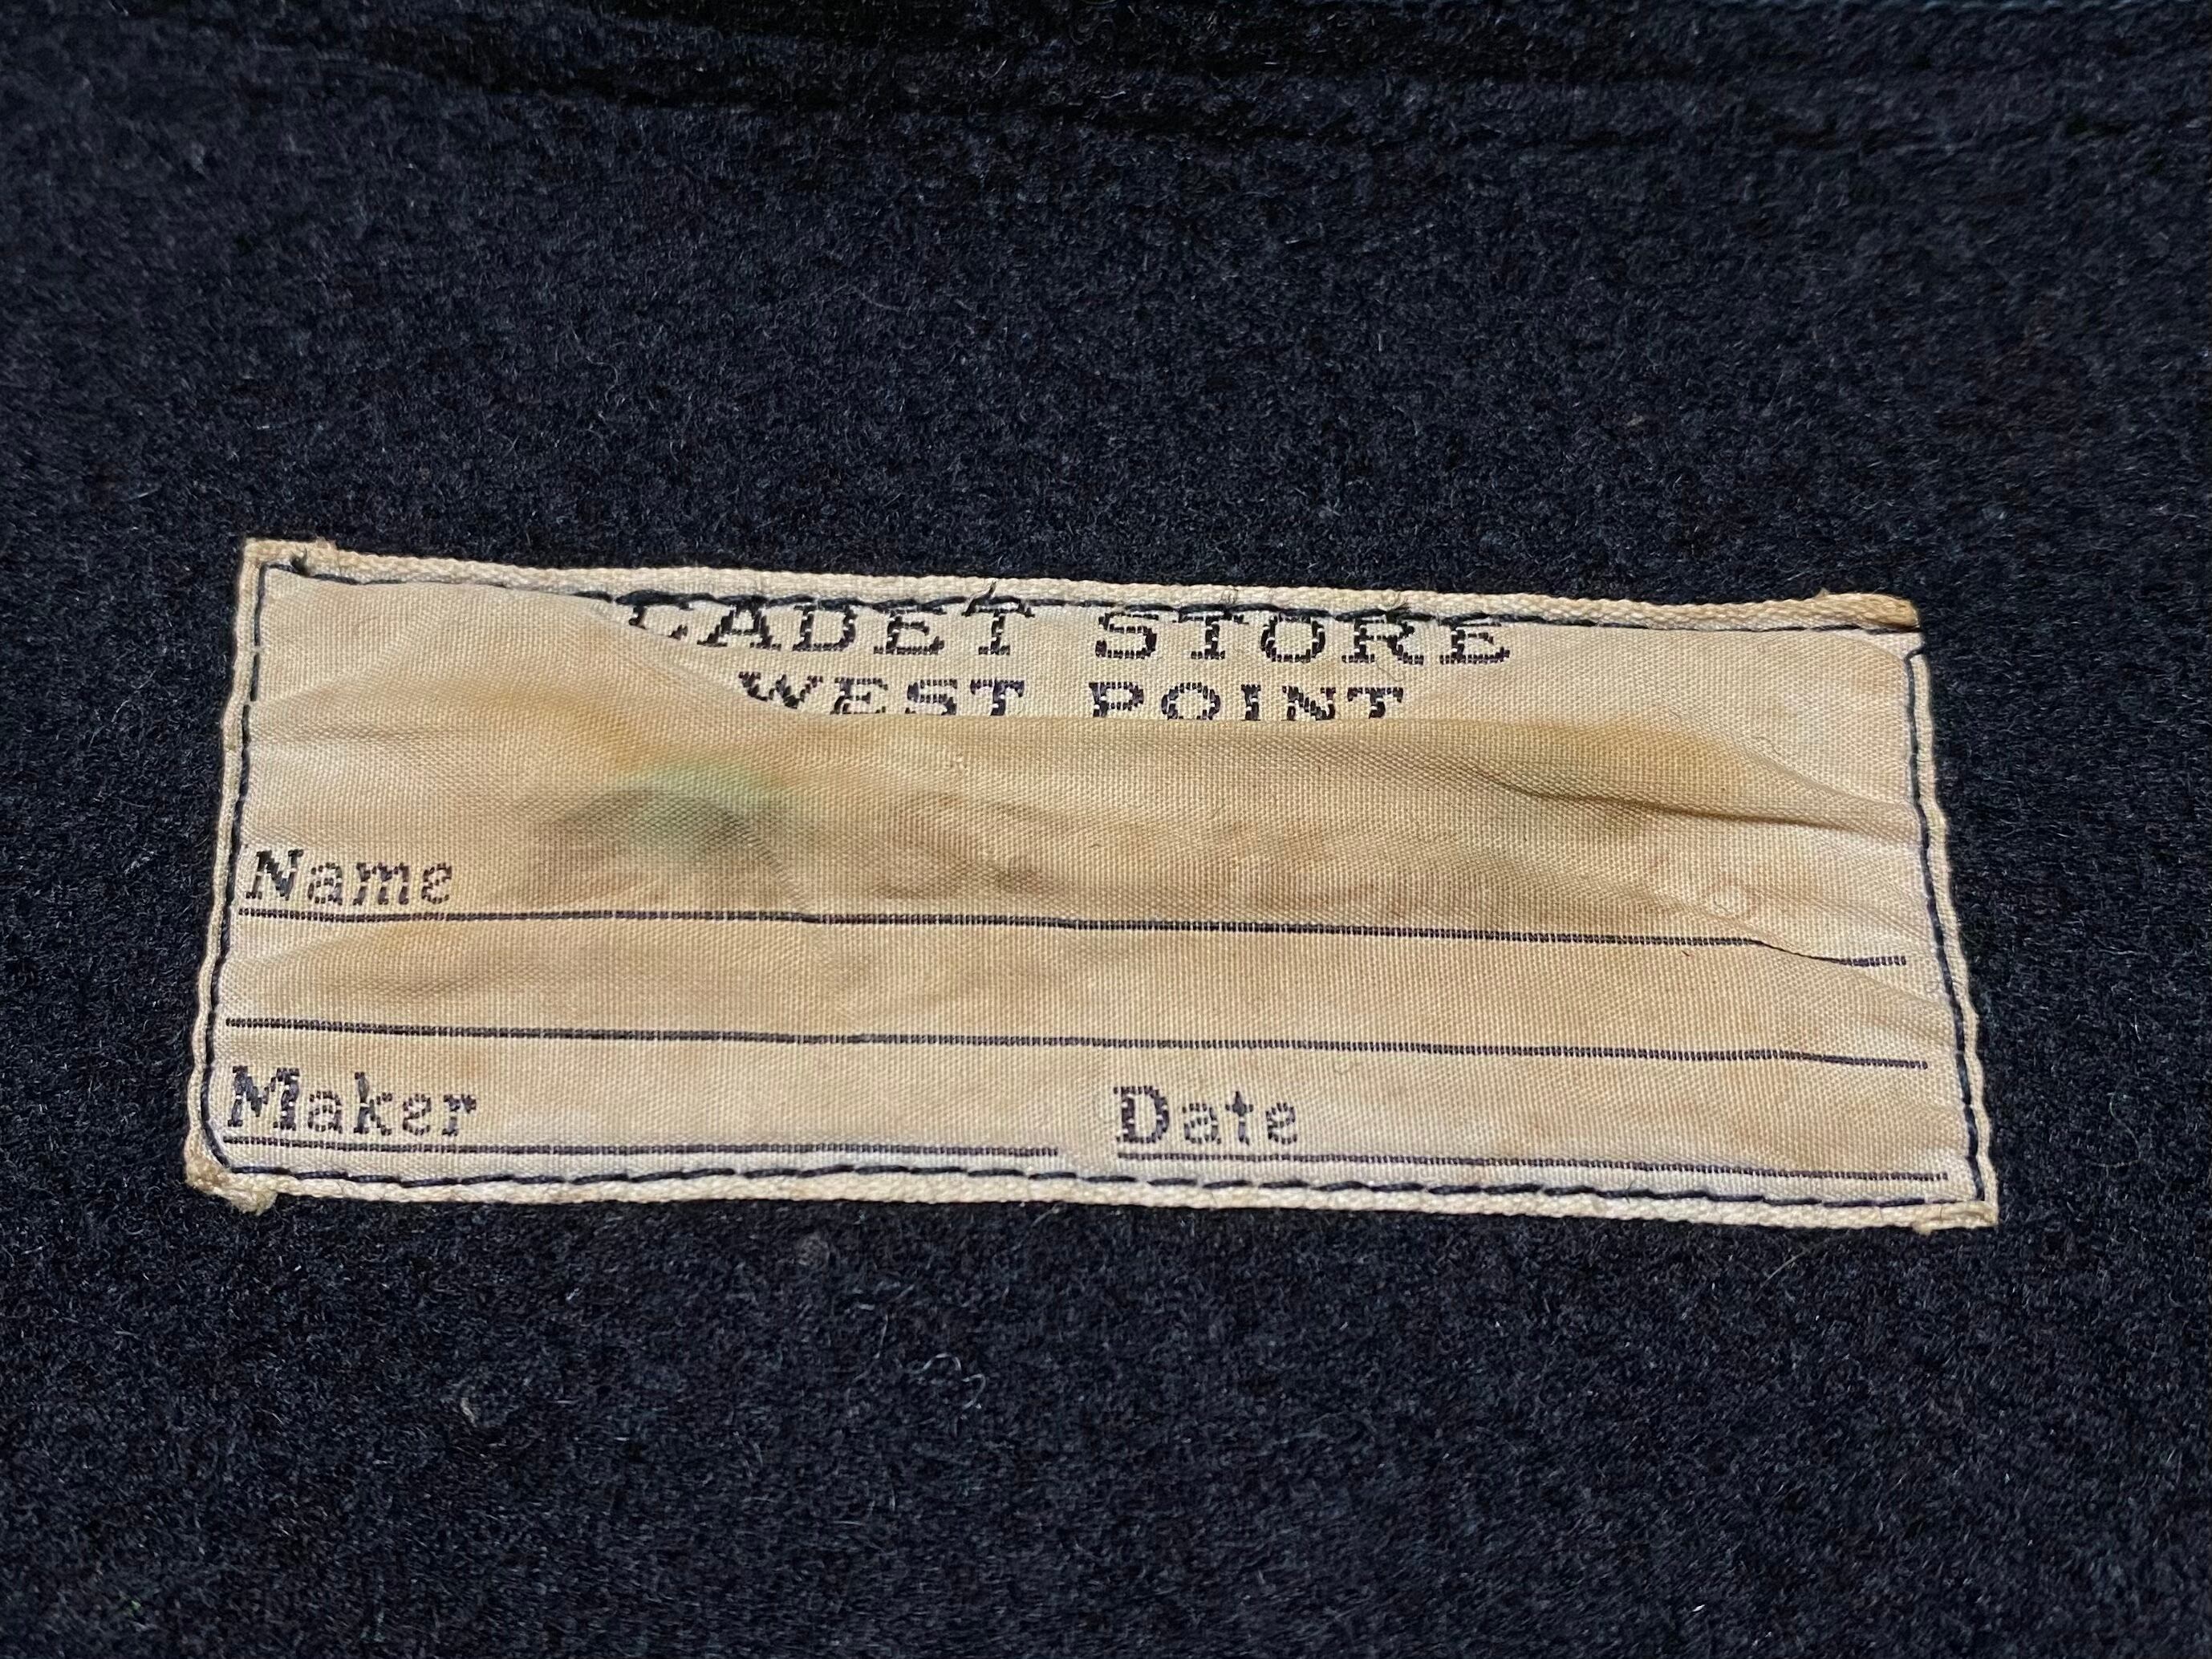 CADET STORE
WEST POINT
Name
Maker Date